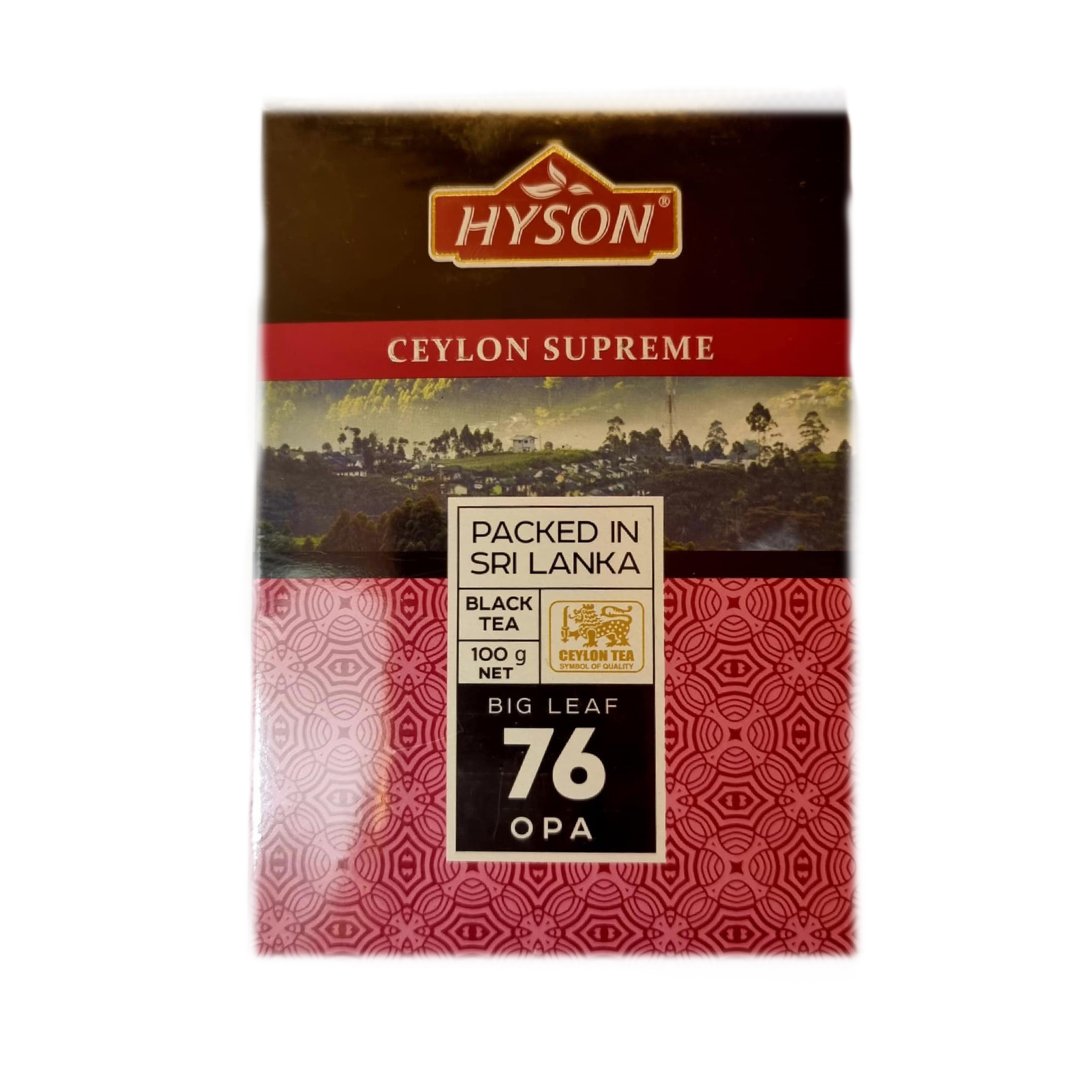 HYSON®
CEYLON SUPREME
PACKED IN
SRI LANKA
BLACK
TEA
100 g
NET
CEYLON TEA
SYMBOL OF QUALITY
BIG LEAF
76
OPA